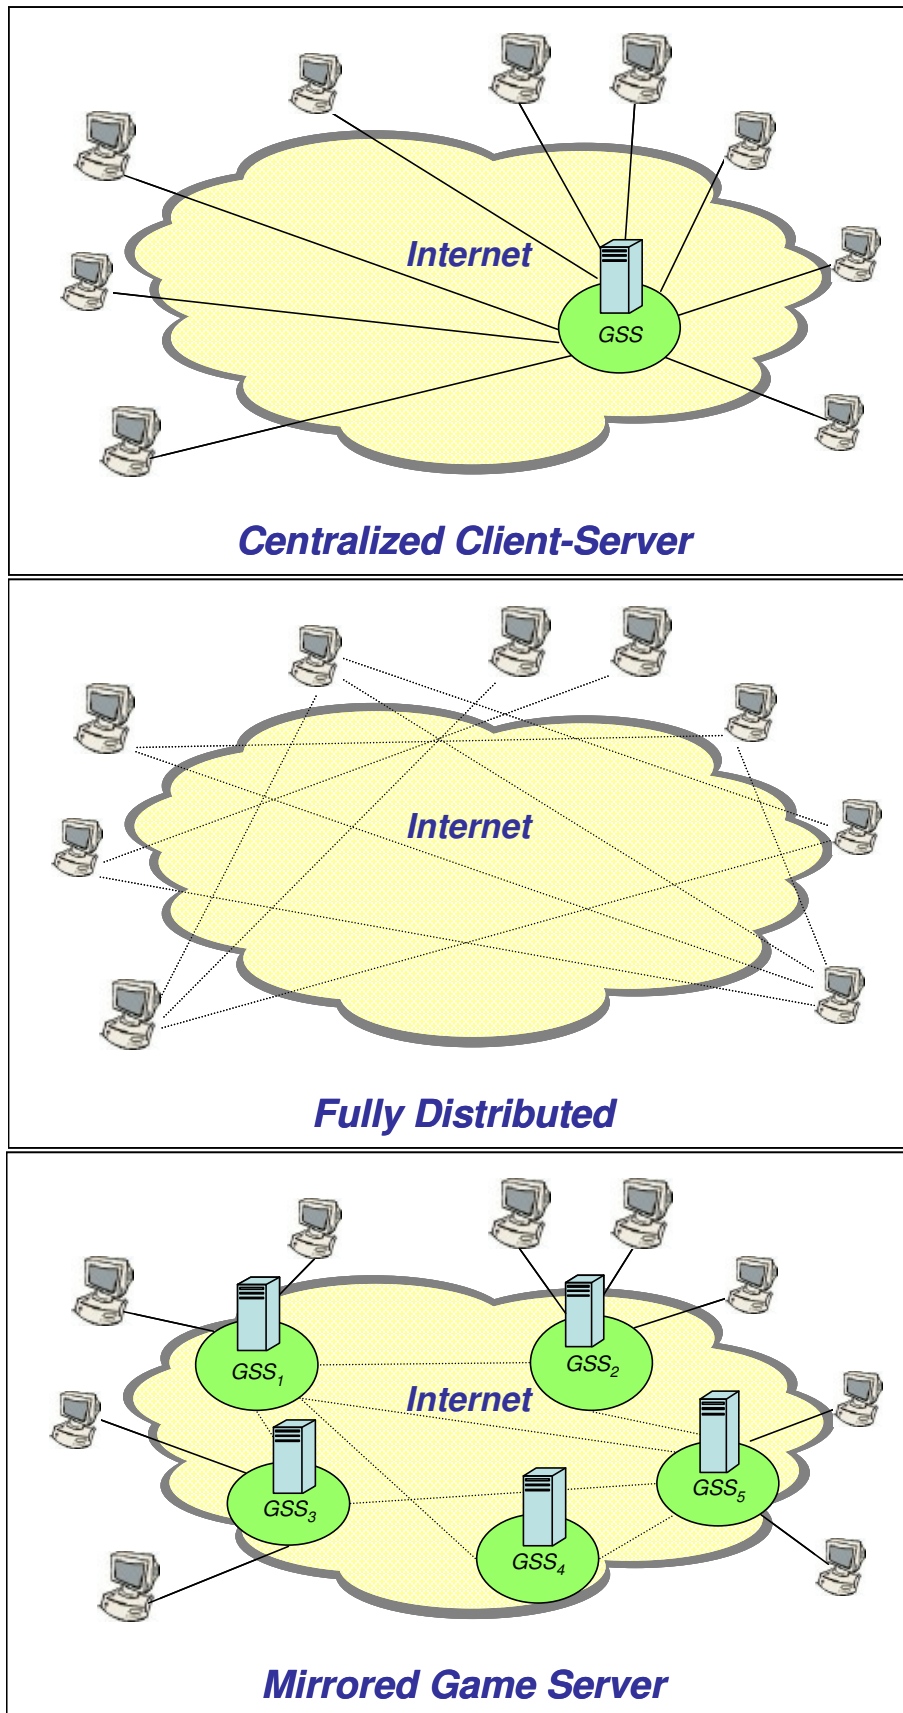 Internet
GSS
Centralized Client-Server
Internet
Fully Distributed
GSS1
GSS2
Internet
GSS3
GSS5
GSS4
Mirrored Game Server